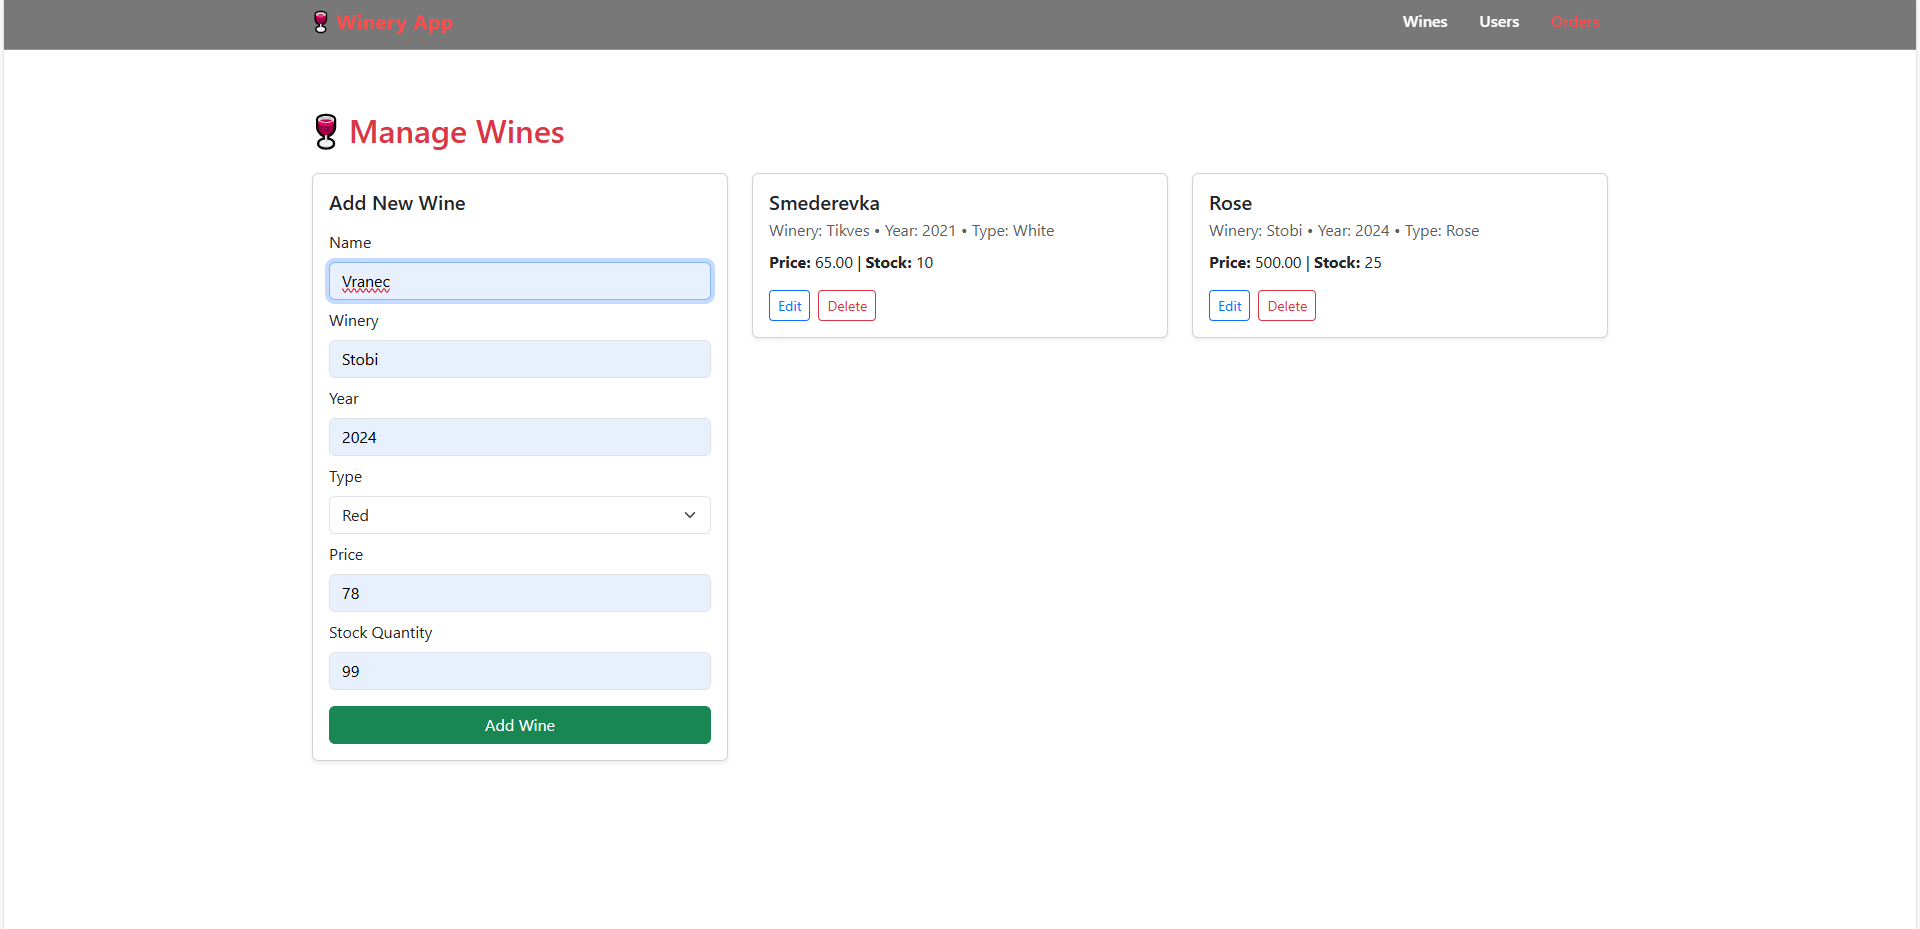 Winery App
Wines Users Orders
Manage Wines
Add New Wine
Name
Vranec
Winery
Stobi
Year
2024
Type
Red
Price
78
Stock Quantity
99
Add Wine
Smederevka
Winery: Tikves • Year: 2021 • Type: White
Price: 65.00 | Stock: 10
Edit Delete
Rose
Winery: Stobi • Year: 2024 • Type: Rose
Price: 500.00 | Stock: 25
Edit Delete